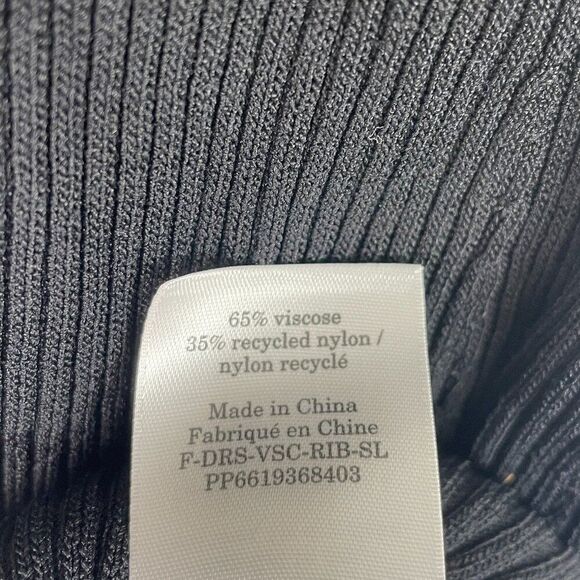 65% viscose
35% recycled nylon /
nylon recyclé
Made in China
Fabriqué en Chine
F-DRS-VSC-RIB-SL
PP6619368403